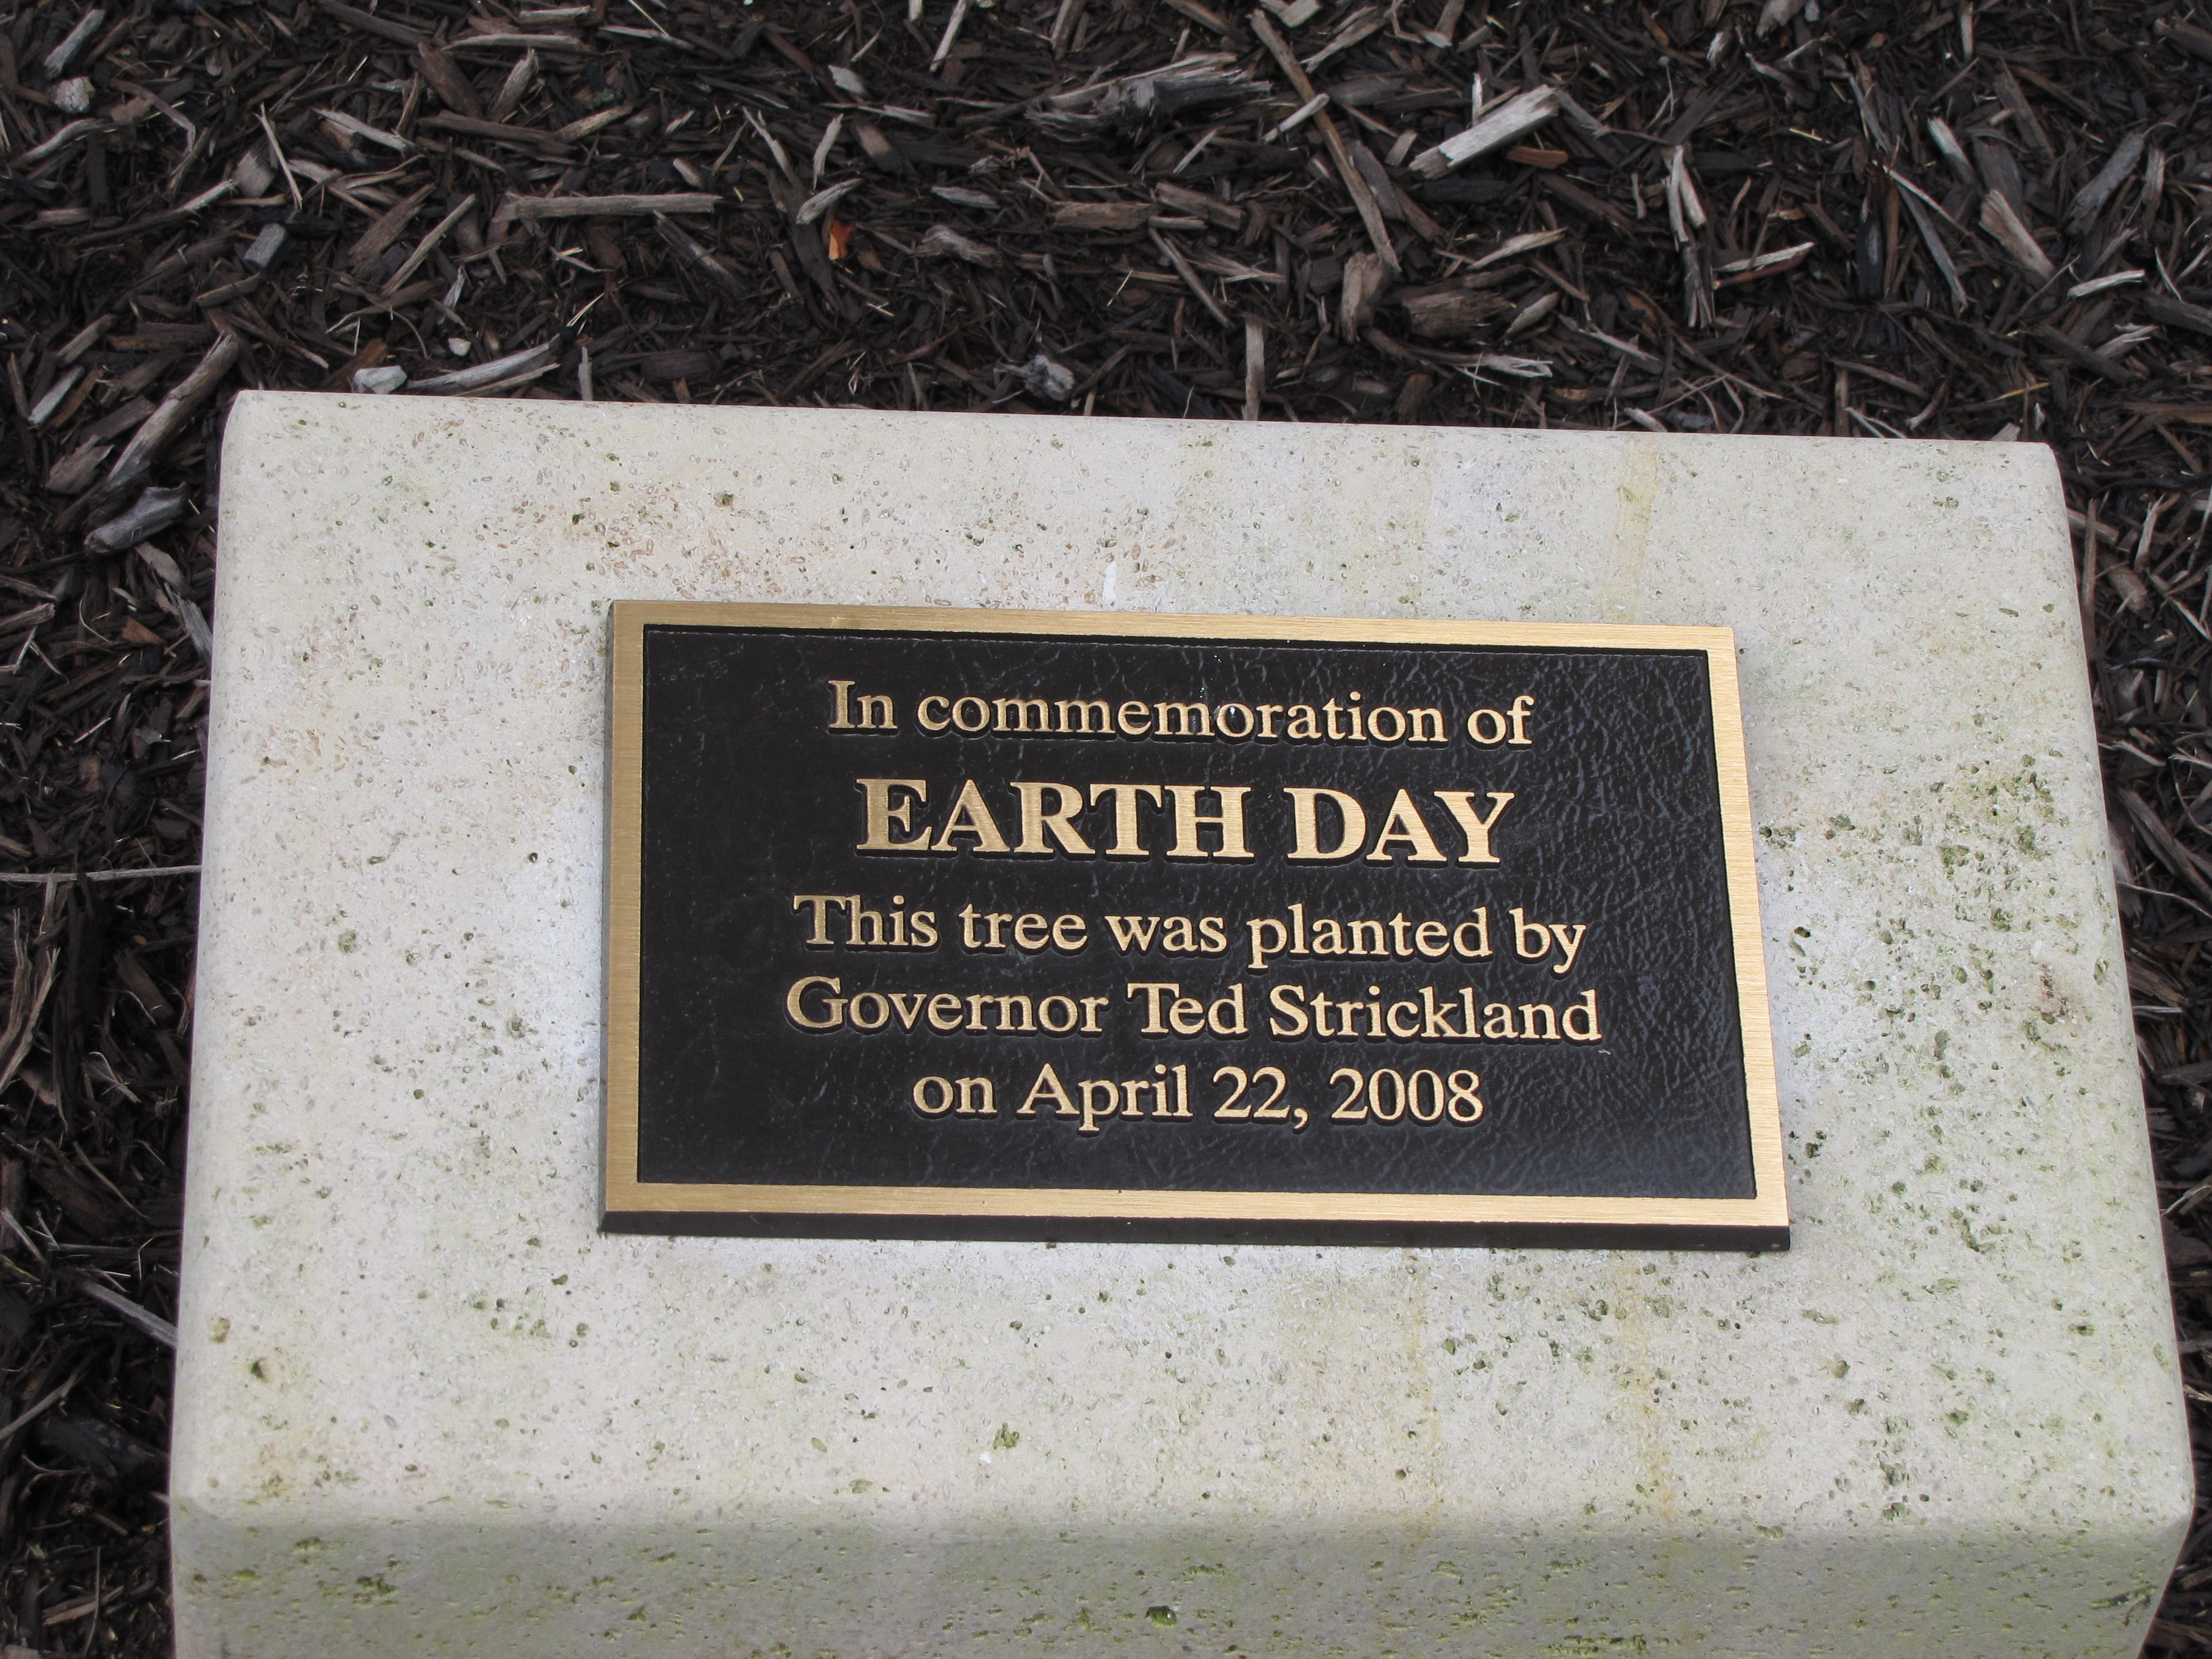 In commemoration of
EARTH DAY
This tree was planted by
Governor Ted Strickland
on April 22, 2008